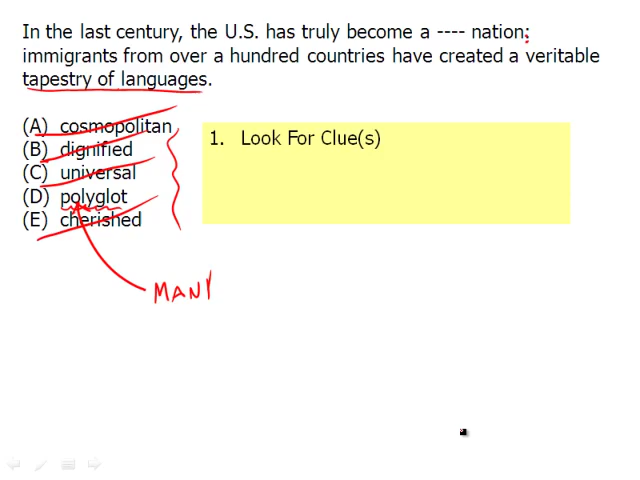 In the last century, the U.S. has truly become a ---- nation;
immigrants from over a hundred countries have created a veritable
tapestry of languages.
(A) cosmopolitan
(B) dignified
(C) universal
(D) polyglot
(E) cherished
1. Look For Clue(s)
MANY